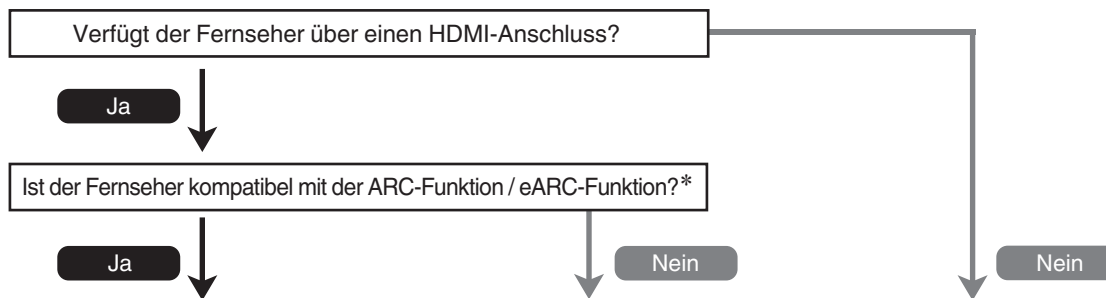 Verfügt der Fernseher über einen HDMI-Anschluss?
Ja
Ist der Fernseher kompatibel mit der ARC-Funktion / eARC-Funktion?*
Ja
Nein
Nein